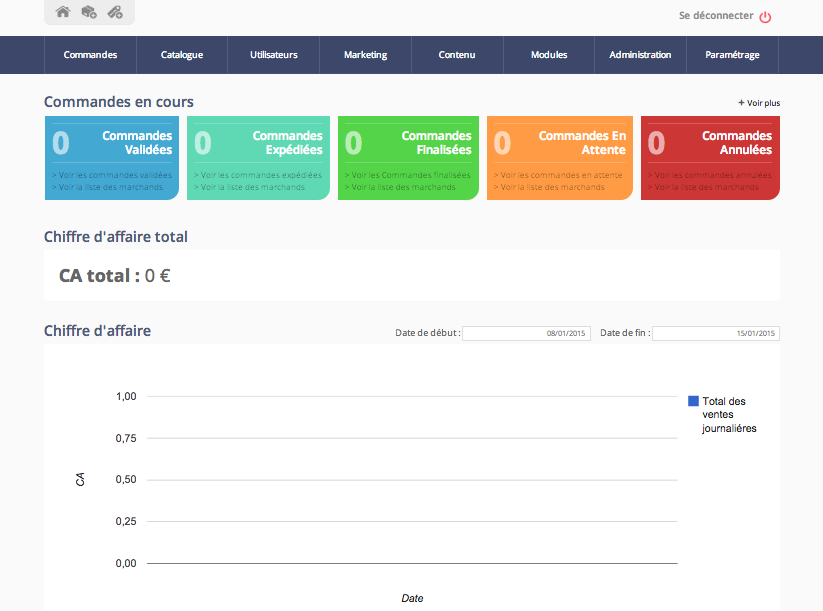 Se déconnecter
Commandes Catalogue Utilisateurs Marketing Contenu Modules Administration Paramétrage
Commandes en cours
+ Voir plus
0 Commandes
Validées
> Voir les commandes validées
> Voir la liste des marchands
0 Commandes
Expédiées
> Voir les commandes expédiées
> Voir la liste des marchands
0 Commandes
Finalisées
> Voir les Commandes finalisées
> Voir la liste des marchands
0 Commandes En
Attente
> Voir les commandes en attente
> Voir la liste des marchands
0 Commandes
Annulées
> Voir les commandes annulées
> Voir la liste des marchands
Chiffre d'affaire total
CA total : 0 €
Chiffre d'affaire
Date de début : 08/01/2015 Date de fin : 15/01/2015
1,00
0,75
0,50
0,25
0,00
CA
Date
Total des
ventes
journaliéres